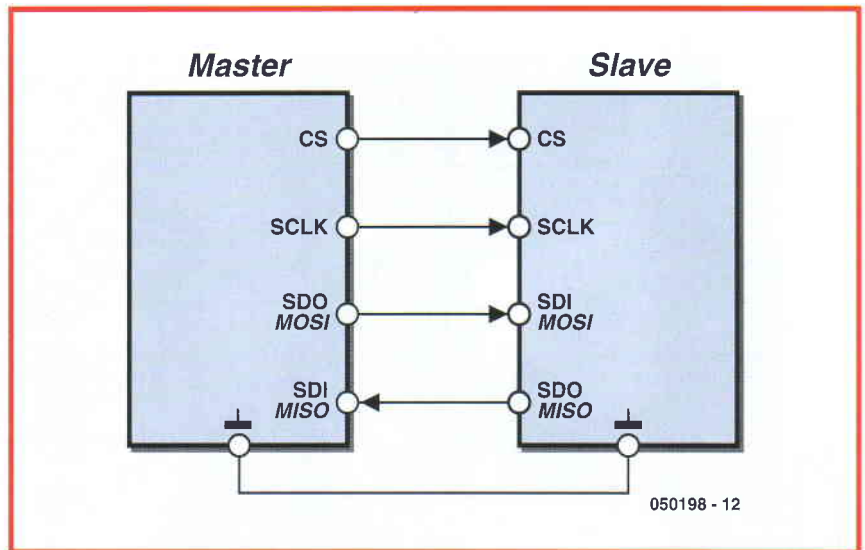 Master
Slave
CS
CS
SCLK
SCLK
SDO
MOSI
SDI
MOSI
SDI
MISO
SDO
MISO
050198 - 12